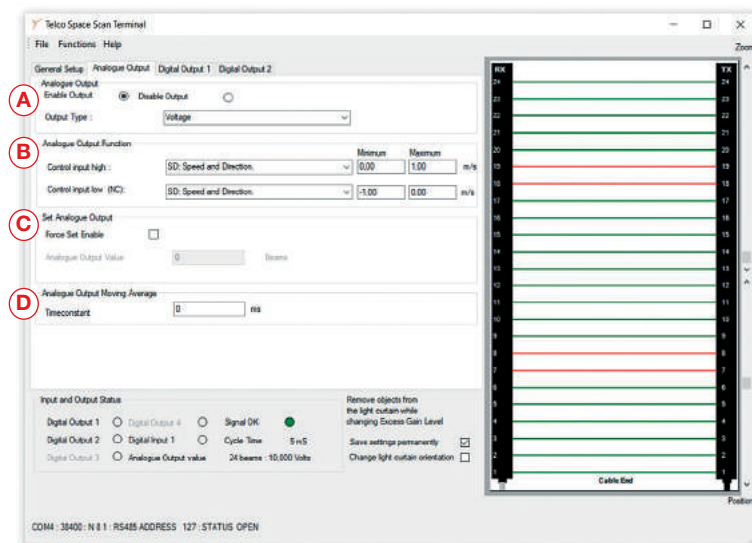 Telco Space Scan Terminal
File Functions Help
Zoom
General Setup Analogue Output Digital Output 1 Digital Output 2
A
Analogue Output
Enable Output Disable Output
Output Type : Voltage
B
Analogue Output Function
Minimum Maximum
Control input high : SD: Speed and Direction. 0,00 1,00 m/s
Control input low (NC): SD: Speed and Direction. -1,00 0.00 m/s
C
Set Analogue Output
Force Set Enable
Analogue Output Value 0 Beams
D
Analogue Output Moving Average
Timeconstant 0 ms
Input and Output Status
Digital Output 1 Digital Output 4 Signal OK
Digital Output 2 Digital Input 1 Cycle Time 5 mS
Digital Output 3 Analogue Output value 24 beams : 10,000 Volts
Remove objects from
the light curtain while
changing Excess Gain Level
Save settings permanently
Change light curtain orientation
RX TX
24 24
23 23
22 22
21 21
20 20
19 19
18 18
17 17
16 16
15 15
14 14
13 13
12 12
11 11
10 10
9 9
8 8
7 7
6 6
5 5
4 4
3 3
2 2
1 1
Cable End
Position
COM4 : 38400 : N 8 1 : RS485 ADDRESS 127 : STATUS OPEN